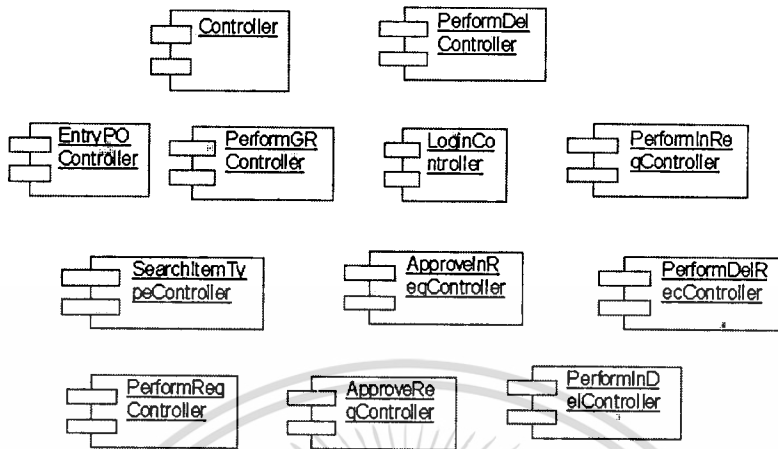 Controller
PerformDel
Controller
EntryPO
Controller
PerformGR
Controller
LoginCo
ntroller
PerformInRe
qController
SearchItemTy
peController
ApproveInR
eqController
PerformDelR
ecController
PerformReq
Controller
ApproveRe
qController
PerformInD
elController